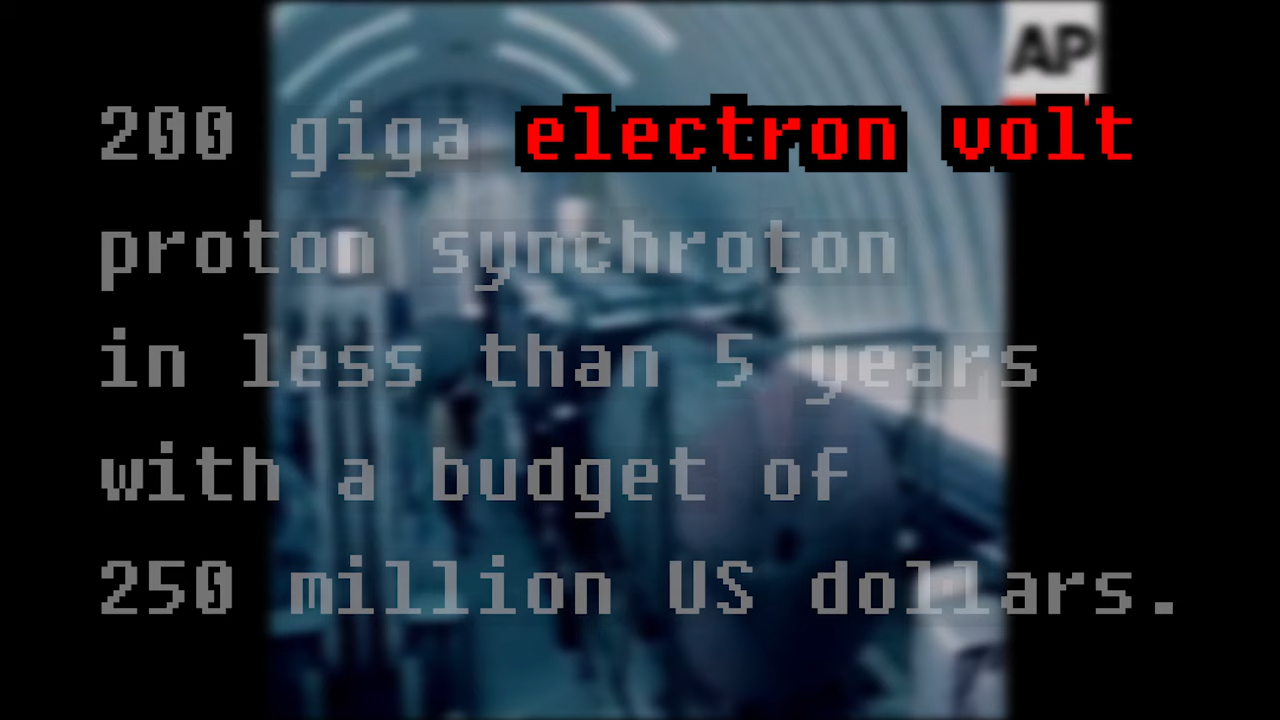 AP
200 giga electron volt
proton synchroton
in less than 5 years
with a budget of
250 million US dollars.